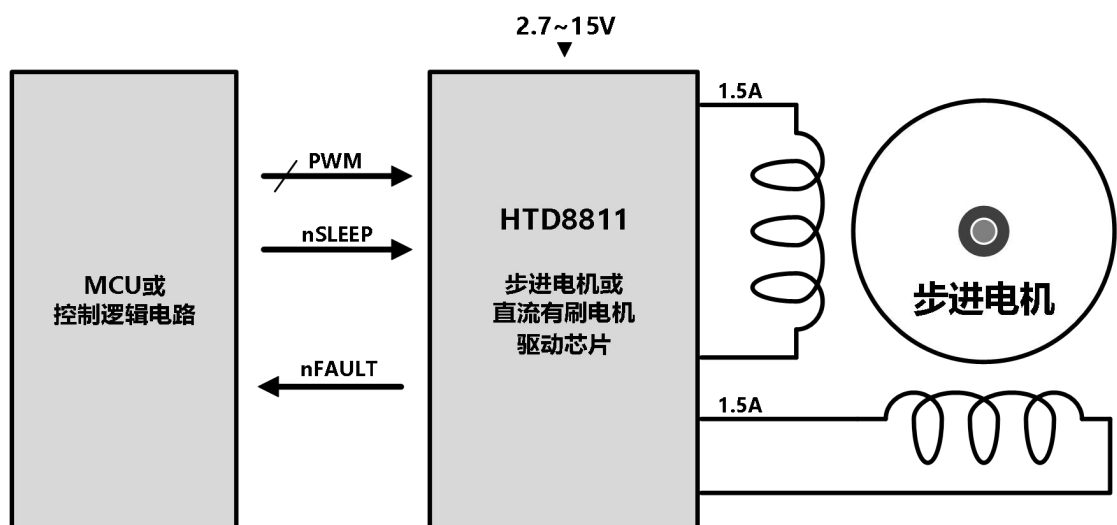 2.7~15V
1.5A
PWM
nSLEEP
nFAULT
MCU或
控制逻辑电路
HTD8811
步进电机或
直流有刷电机
驱动芯片
步进电机
1.5A